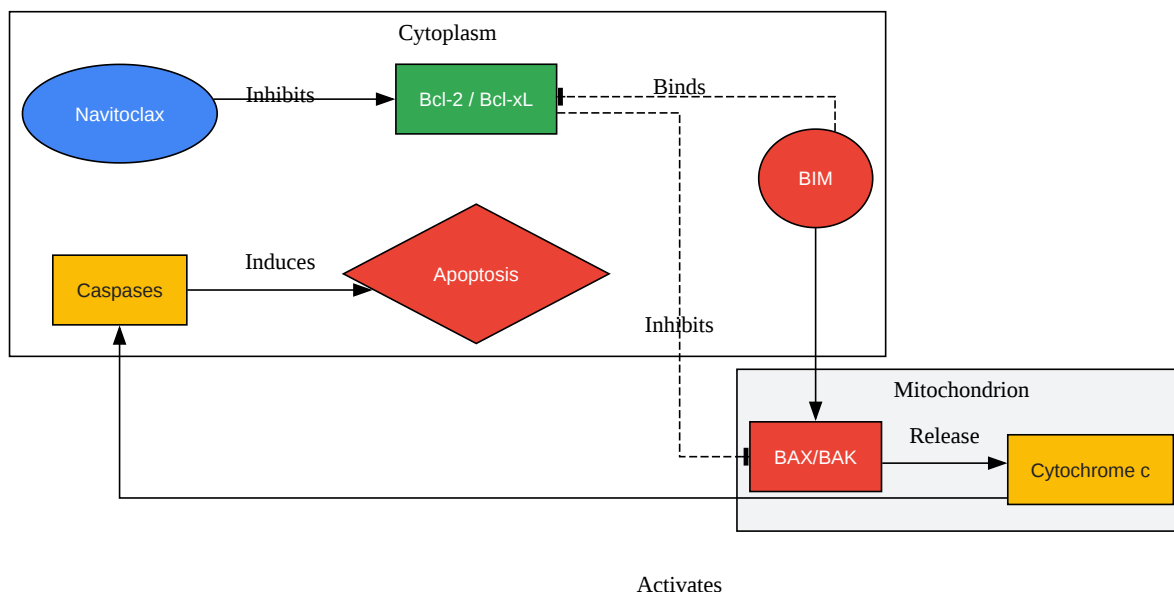 Cytoplasm
Navitoclax
Inhibits
Bcl-2 / Bcl-xL
Binds
BIM
Caspases
Induces
Apoptosis
Inhibits
Mitochondrion
BAX/BAK
Release
Cytochrome c
Activates